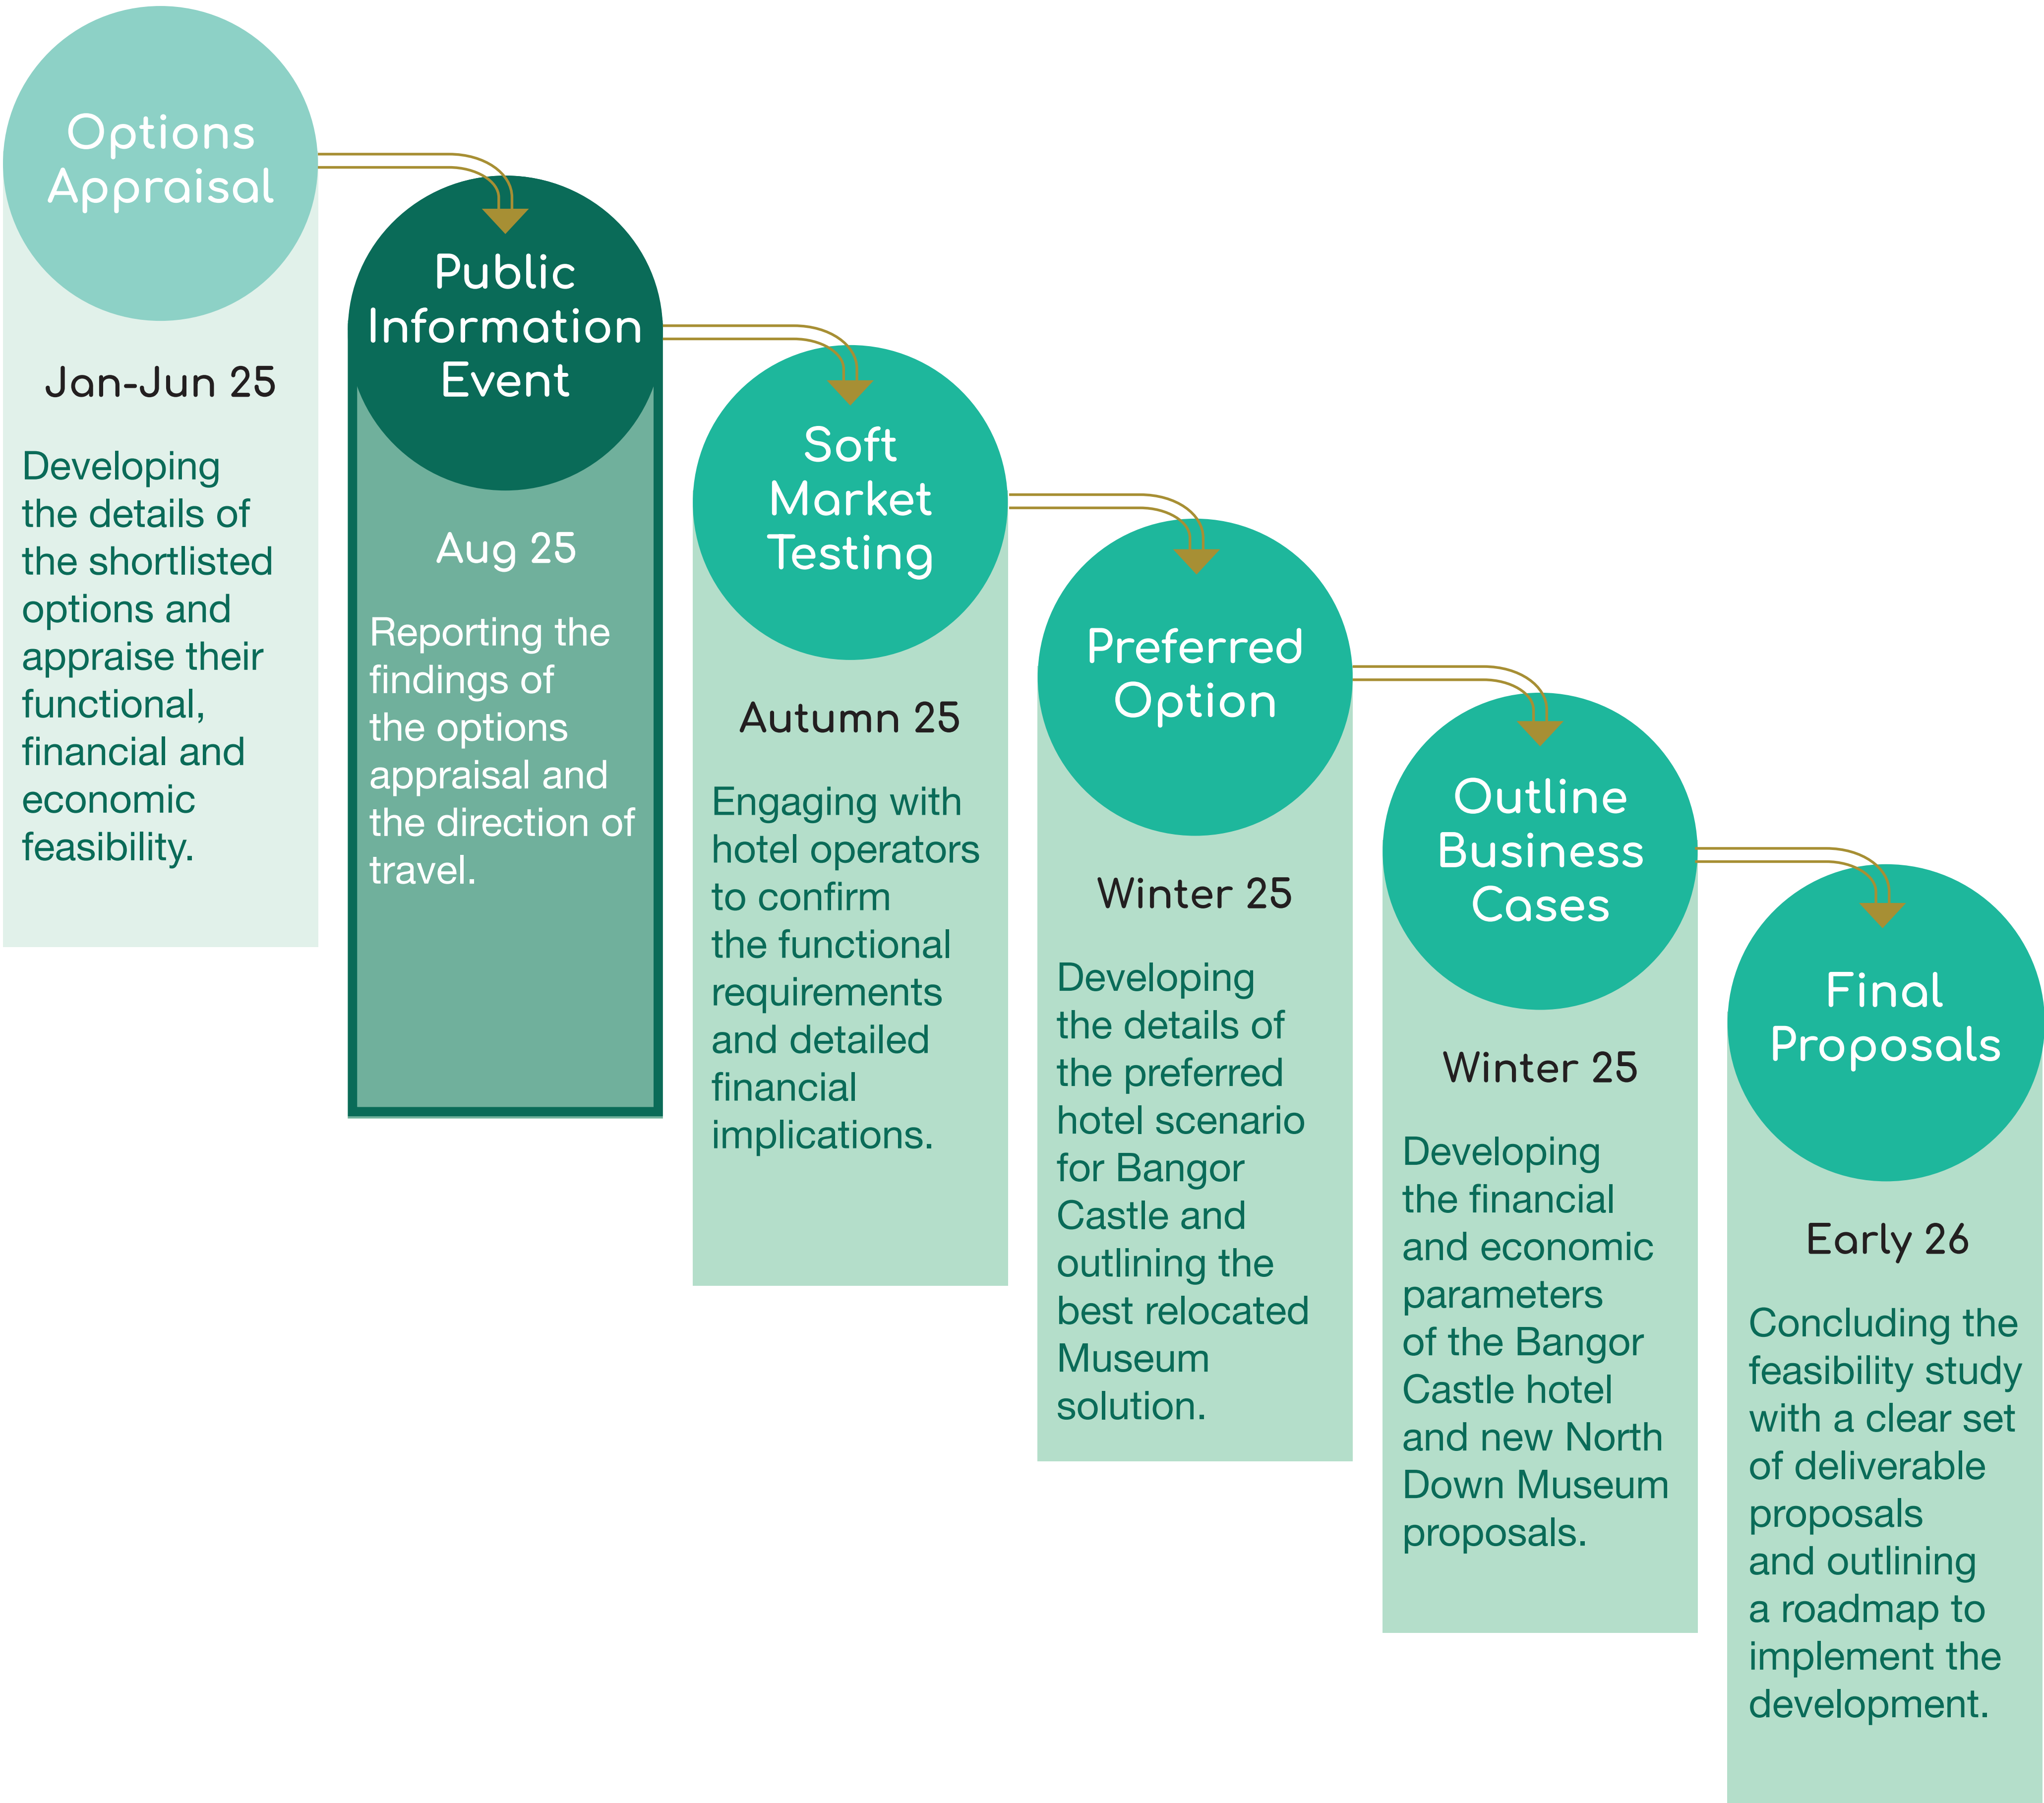 Options
Appraisal
Jan-Jun 25
Developing
the details of
the shortlisted
options and
appraise their
functional,
financial and
economic
feasibility.
Public
Information
Event
Aug 25
Reporting the
findings of
the options
appraisal and
the direction of
travel.
Soft
Market
Testing
Autumn 25
Engaging with
hotel operators
to confirm
the functional
requirements
and detailed
financial
implications.
Preferred
Option
Winter 25
Developing
the details of
the preferred
hotel scenario
for Bangor
Castle and
outlining the
best relocated
Museum
solution.
Outline
Business
Cases
Winter 25
Developing
the financial
and economic
parameters
of the Bangor
Castle hotel
and new North
Down Museum
proposals.
Final
Proposals
Early 26
Concluding the
feasibility study
with a clear set
of deliverable
proposals
and outlining
a roadmap to
implement the
development.